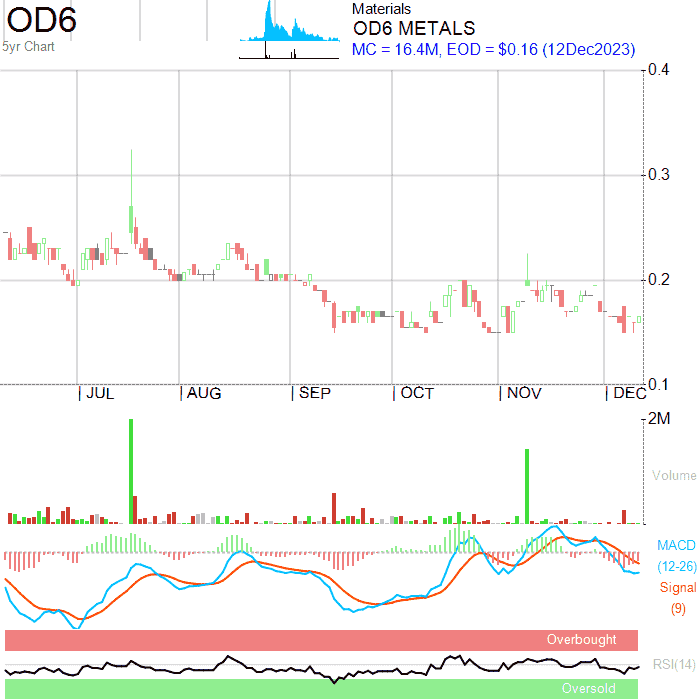 OD6
5yr Chart
Materials
OD6 METALS
MC = 16.4M, EOD = $0.16 (12Dec2023)
0.4
0.3
0.2
0.1
JUL AUG SEP OCT NOV DEC
2M
Volume
MACD
(12-26)
Signal
(9)
Overbought
RSI(14)
Oversold